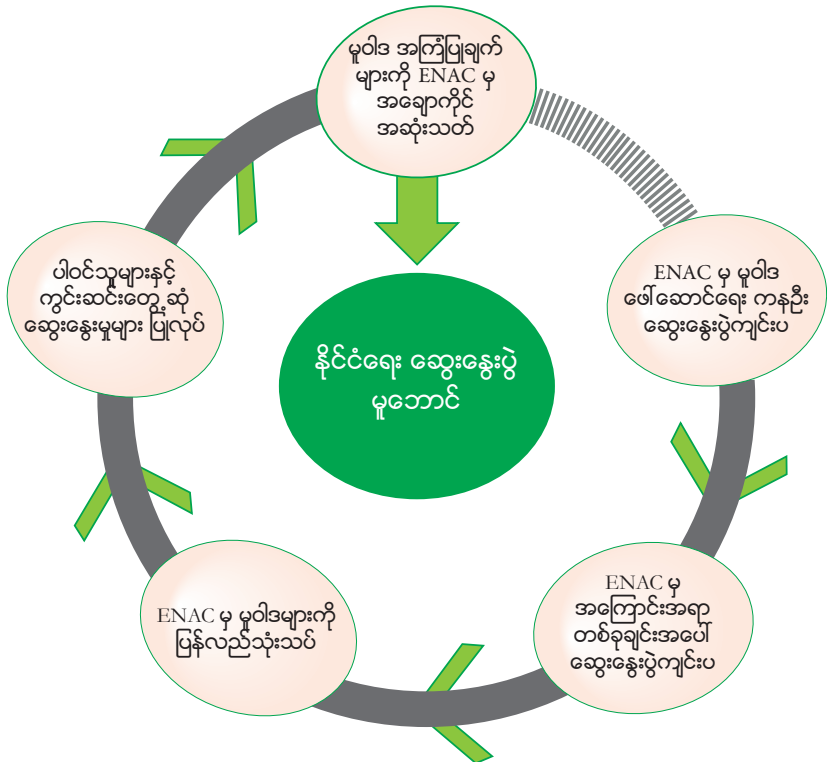 မူဝါဒ အကြံပြုချက်
များကို ENAC မှ
အချောကိုင်
အဆုံးသတ်
ENAC မှ မူဝါဒ
ဖေါ်ဆောင်ရေး ကနဦး
ဆွေးနွေးပွဲကျင်းပ
ENAC မှ
အကြောင်းအရာ
တစ်ခုချင်းအပေါ်
ဆွေးနွေးပွဲကျင်းပ
ENAC မှ မူဝါဒများကို
ပြန်လည်သုံးသပ်
ပါဝင်သူများနှင့်
ကွင်းဆင်းတွေ့ဆုံ
ဆွေးနွေးမှုများ ပြုလုပ်
နိုင်ငံရေး ဆွေးနွေးပွဲ
မူဘောင်